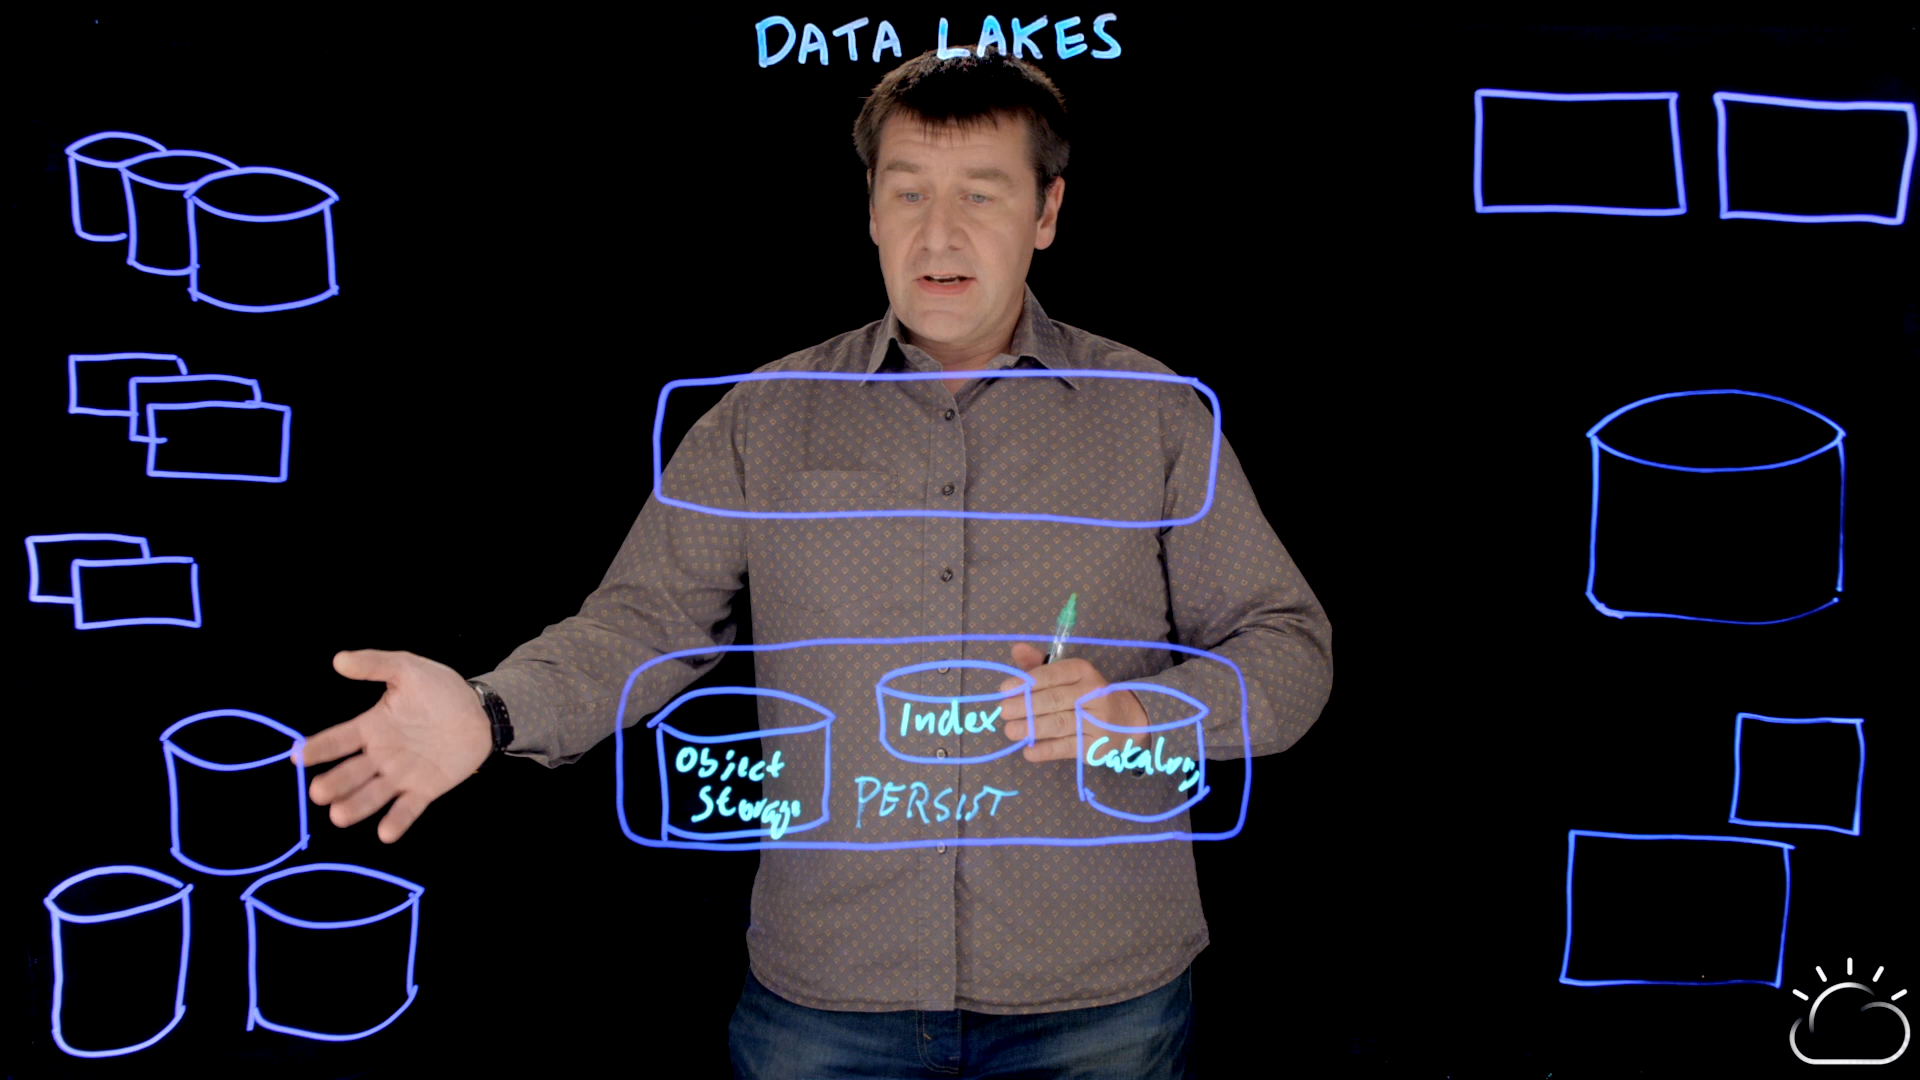 DATA LAKES
Index
Object
Storage
Catalog
PERSIST